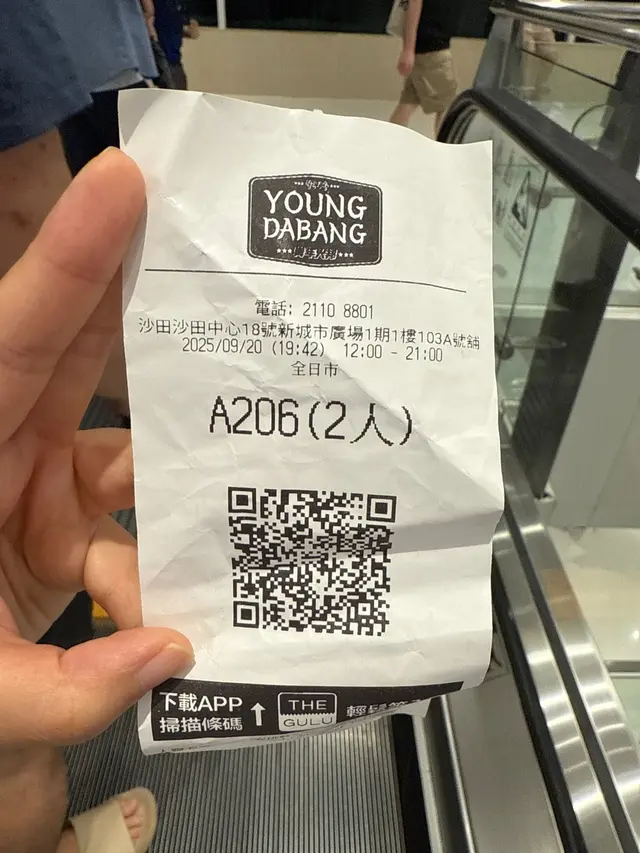 YOUNG
DABANG
電話: 2110 8801
沙田沙田中心18號新城市廣場1期1樓103A號舖
2025/09/20 (19:42) 12:00 - 21:00
全日市
A206(2人)
下載APP
掃描條碼
THE
GULU
輕鬆